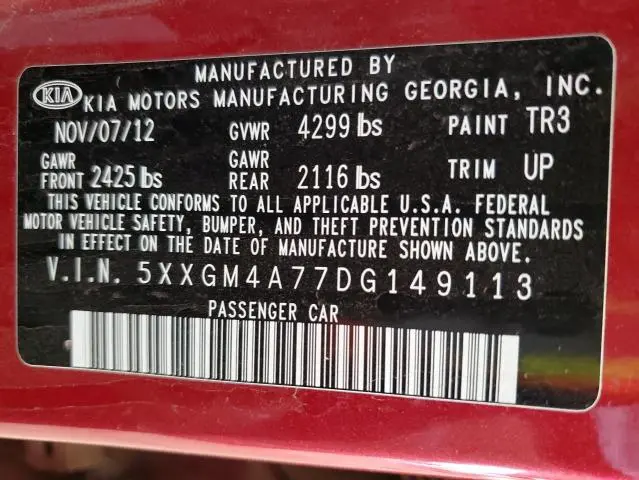 MANUFACTURED BY
KIA KIA MOTORS MANUFACTURING GEORGIA, INC.
NOV/07/12 GVWR 4299 lbs PAINT TR3
GAWR FRONT 2425 lbs GAWR REAR 2116 lbs TRIM UP
THIS VEHICLE CONFORMS TO ALL APPLICABLE U.S.A. FEDERAL
MOTOR VEHICLE SAFETY, BUMPER, AND THEFT PREVENTION STANDARDS
IN EFFECT ON THE DATE OF MANUFACTURE SHOWN ABOVE.
V.I.N. 5XXGM4A77DG149113
PASSENGER CAR